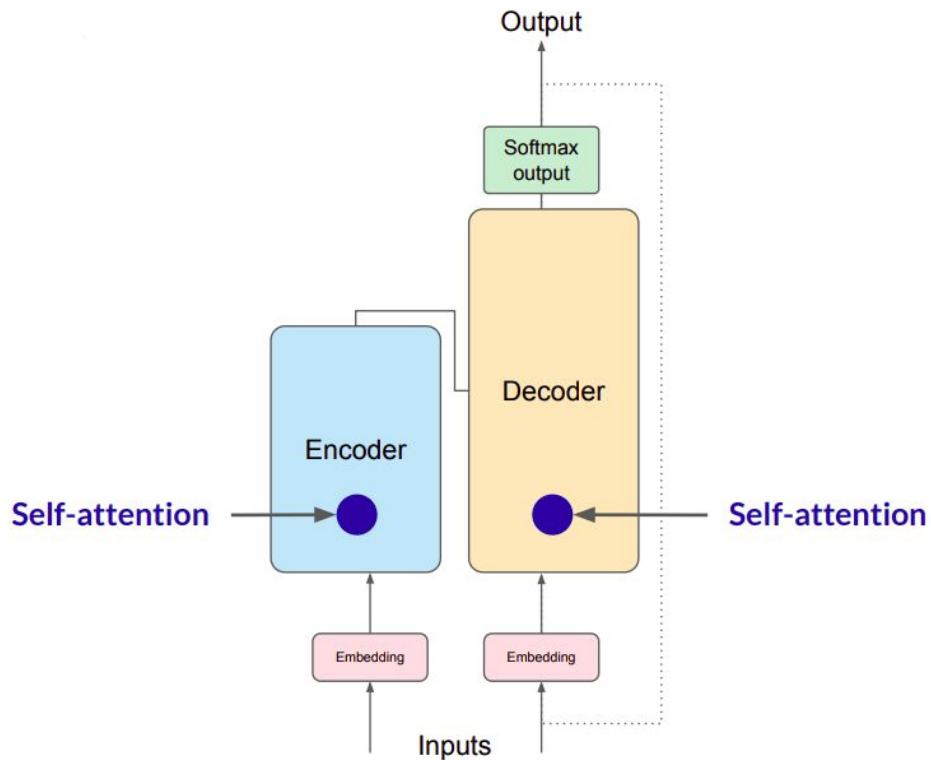 Output
Softmax
output
Decoder
Encoder
Self-attention
Self-attention
Embedding
Embedding
Inputs